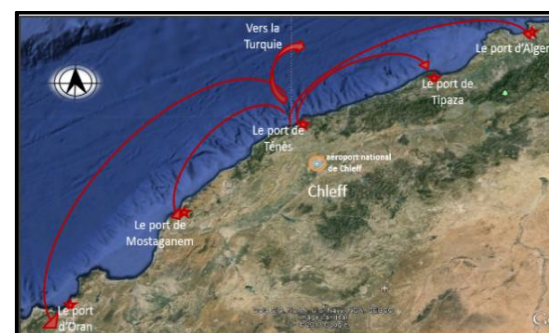 Vers la
Turquie
Le port d'Alger
Le port de
Tipaza
Le port de
Ténès
aéroport national
de Chleff
Chleff
Le port de
Mostaganem
Le port
d'Oran